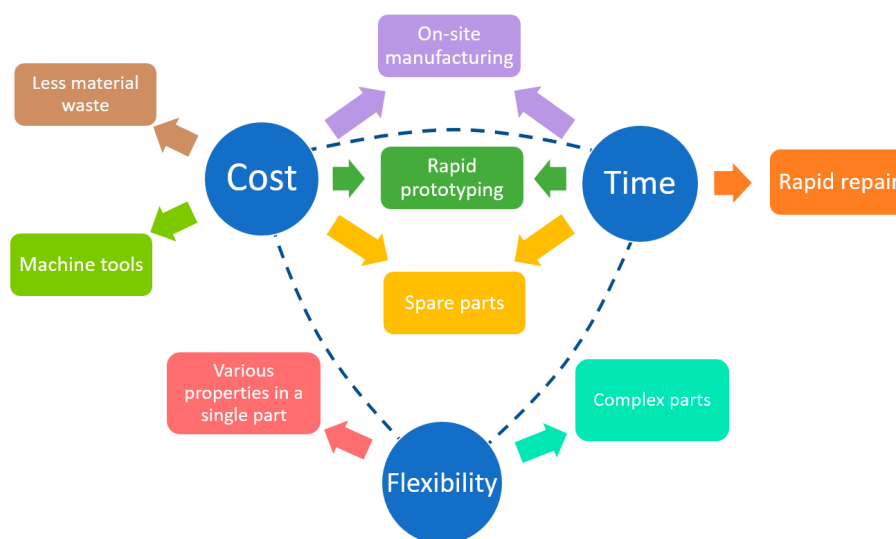 On-site
manufacturing
Less material
waste
Cost
Rapid
prototyping
Time
Rapid repair
Machine tools
Spare parts
Various
properties in a
single part
Complex parts
Flexibility